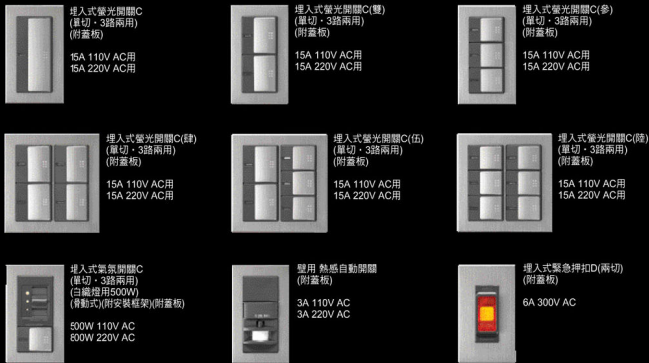 埋入式螢光開關C
(單切・3路兩用)
(附蓋板)
15A 110V AC用
15A 220V AC用
埋入式螢光開關C(雙)
(單切・3路兩用)
(附蓋板)
15A 110V AC用
15A 220V AC用
埋入式螢光開關C(參)
(單切・3路兩用)
(附蓋板)
15A 110V AC用
15A 220V AC用
埋入式螢光開關C(肆)
(單切・3路兩用)
(附蓋板)
15A 110V AC用
15A 220V AC用
埋入式螢光開關C(伍)
(單切・3路兩用)
(附蓋板)
15A 110V AC用
15A 220V AC用
埋入式螢光開關C(陸)
(單切・3路兩用)
(附蓋板)
15A 110V AC用
15A 220V AC用
埋入式氣氛開關C
(單切・3路兩用)
(白織燈用500W)
(滑動式)(附安裝框架)(附蓋板)
500W 110V AC
800W 220V AC
壁用 熱感自動開關
(附蓋板)
3A 110V AC
3A 220V AC
埋入式緊急押扣D(兩切)
(附蓋板)
6A 300V AC